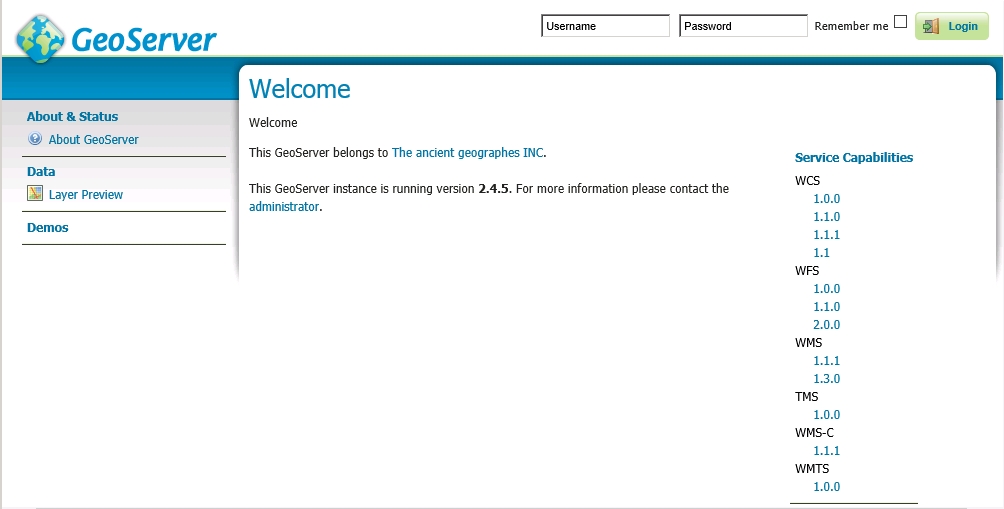 GeoServer
Username
Password
Remember me
Login
About & Status
About GeoServer
Data
Layer Preview
Demos
Welcome
Welcome
This GeoServer belongs to The ancient geographes INC.
This GeoServer instance is running version 2.4.5. For more information please contact the
administrator.
Service Capabilities
WCS
1.0.0
1.1.0
1.1.1
1.1
WFS
1.0.0
1.1.0
2.0.0
WMS
1.1.1
1.3.0
TMS
1.0.0
WMS-C
1.1.1
WMTS
1.0.0